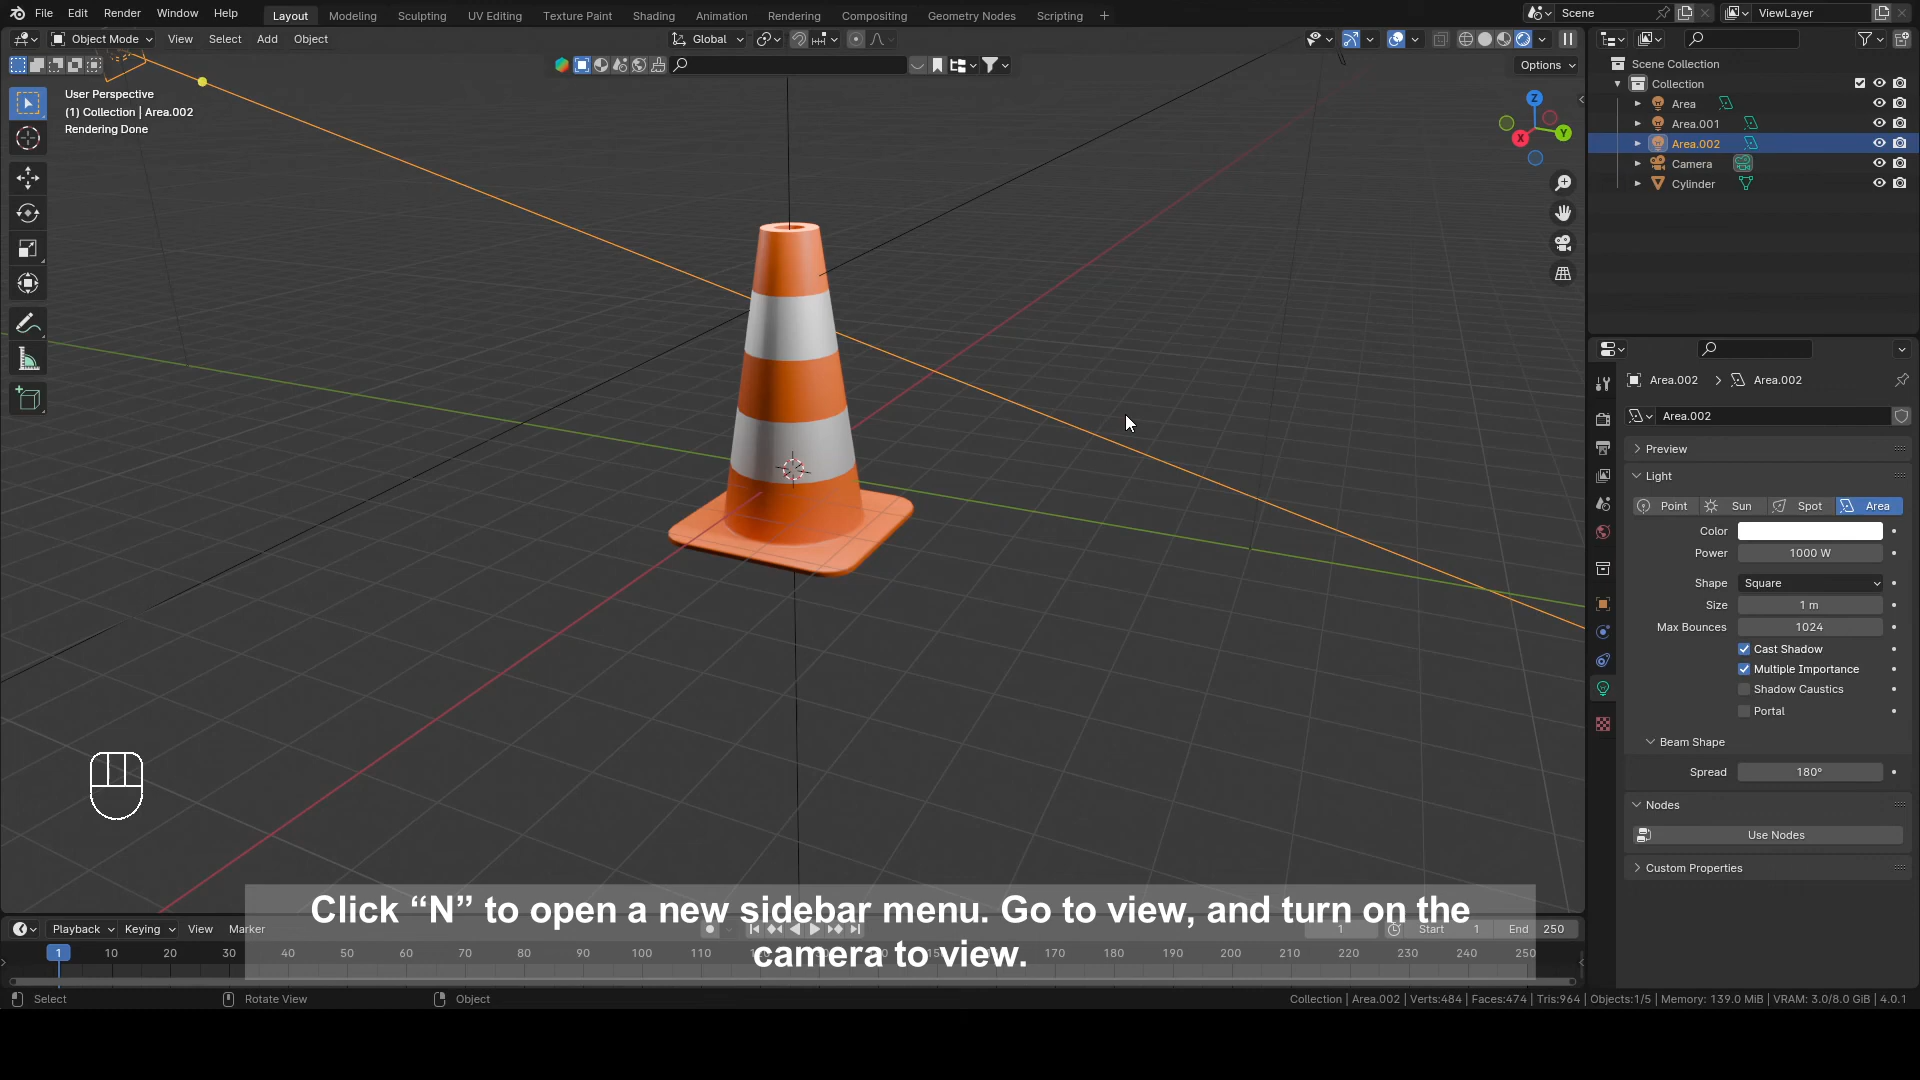 File Edit Render Window Help Layout Modeling Sculpting UV Editing Texture Paint Shading Animation Rendering Compositing Geometry Nodes Scripting + Scene ViewLayer
Object Mode View Select Add Object Global
Options
User Perspective
(1) Collection | Area.002
Rendering Done
Z
Y
X
Scene Collection
Collection
Area
Area.001
Area.002
Camera
Cylinder
Area.002 > Area.002
Area.002
Preview
Light
Point Sun Spot Area
Color
Power 1000 W
Shape Square
Size 1 m
Max Bounces 1024
Cast Shadow
Multiple Importance
Shadow Caustics
Portal
Beam Shape
Spread 180°
Nodes
Use Nodes
Custom Properties
Click “N” to open a new sidebar menu. Go to view, and turn on the
camera to view.
Playback Keying View Marker 1 Start 1 End 250
1 10 20 30 40 50 60 70 80 90 100 110 170 180 190 200 210 220 230 240 250
Select Rotate View Object Collection | Area.002 | Verts:484 | Faces:474 | Tris:964 | Objects:1/5 | Memory: 139.0 MiB | VRAM: 3.0/8.0 GiB | 4.0.1